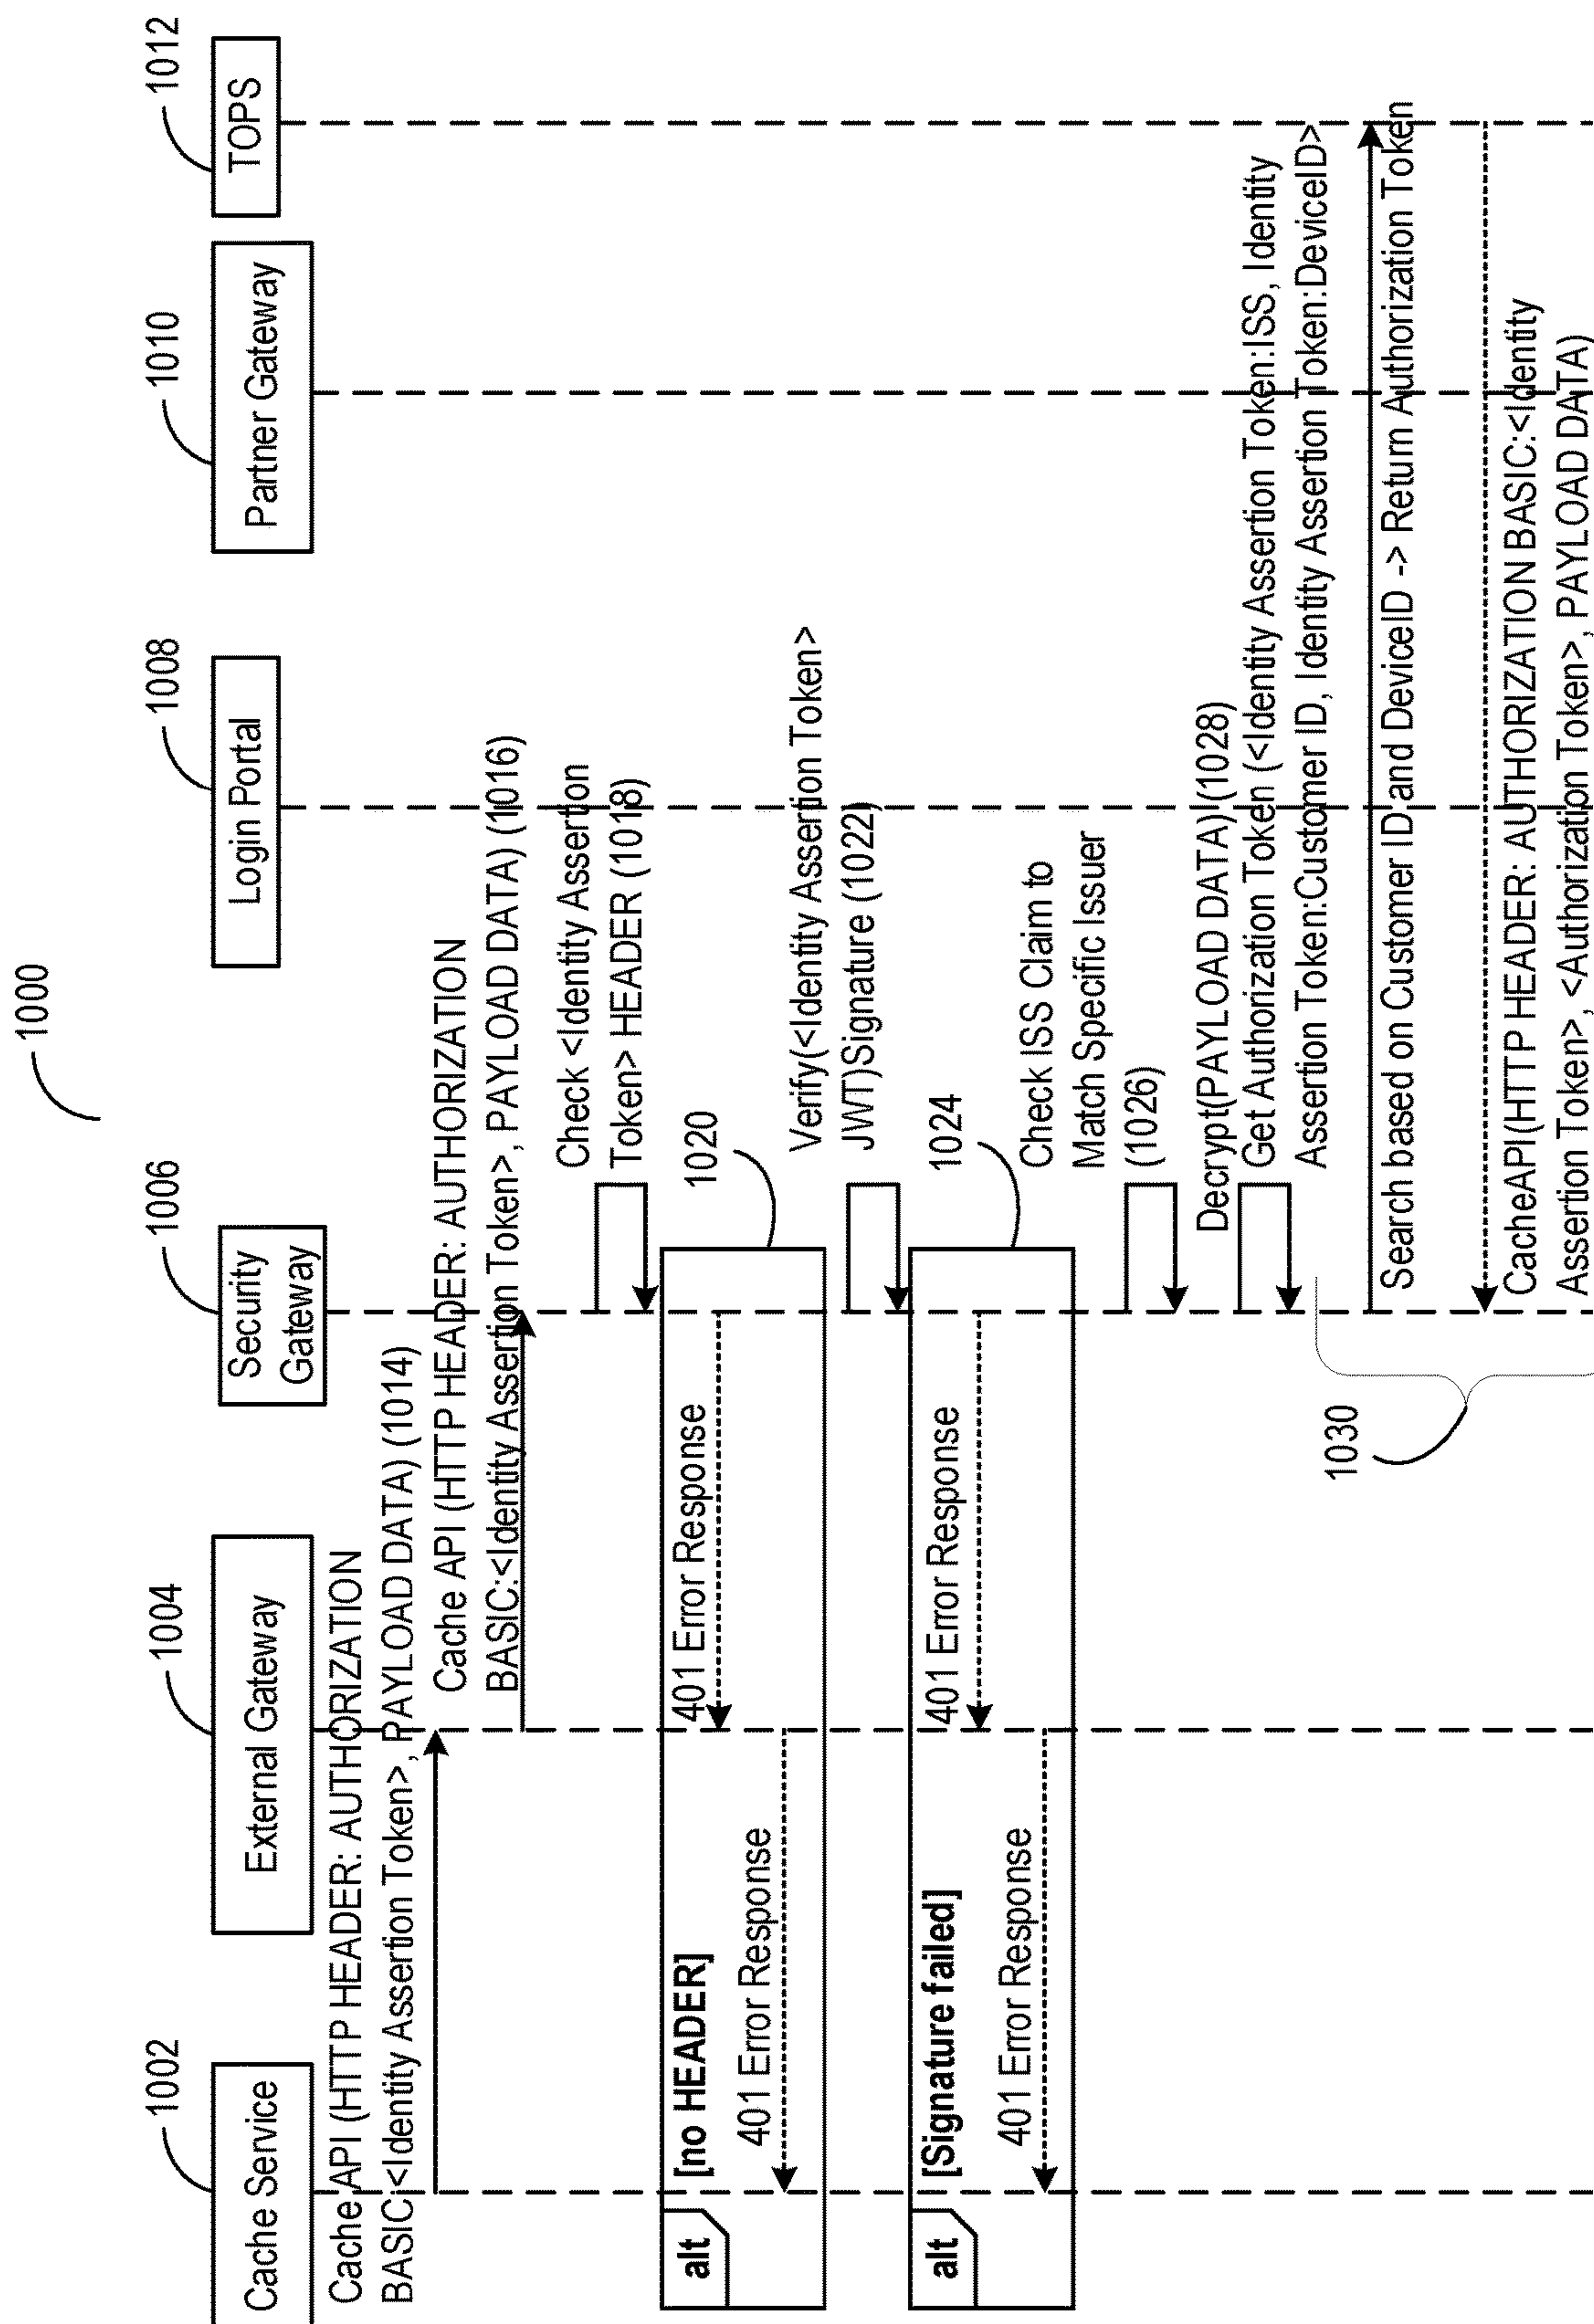 1000
1002
1004
1006
1008
1010
1012
Cache Service
External Gateway
Security
Gateway
Login Portal
Partner Gateway
TOPS
Cache API (HTTP HEADER: AUTHORIZATION
BASIC:<Identity Assertion Token>, PAYLOAD DATA) (1014)
Cache API (HTTP HEADER: AUTHORIZATION
BASIC:<Identity Assertion Token>, PAYLOAD DATA) (1016)
Check <Identity Assertion
Token> HEADER (1018)
1020
alt
[no HEADER]
401 Error Response
401 Error Response
Verify(<Identity Assertion Token>
JWT)Signature (1022)
1024
alt
[Signature failed]
401 Error Response
401 Error Response
Check ISS Claim to
Match Specific Issuer
(1026)
Decrypt(PAYLOAD DATA)(1028)
Get Authorization Token (<Identity Assertion Token:ISS, Identity
Assertion Token:Customer ID, Identity Assertion Token:DeviceID>
1030
Search based on Customer ID and DeviceID -> Return Authorization Token
CacheAPI(HTTP HEADER: AUTHORIZATION BASIC:<Identity
Assertion Token>, <Authorization Token>, PAYLOAD DATA)